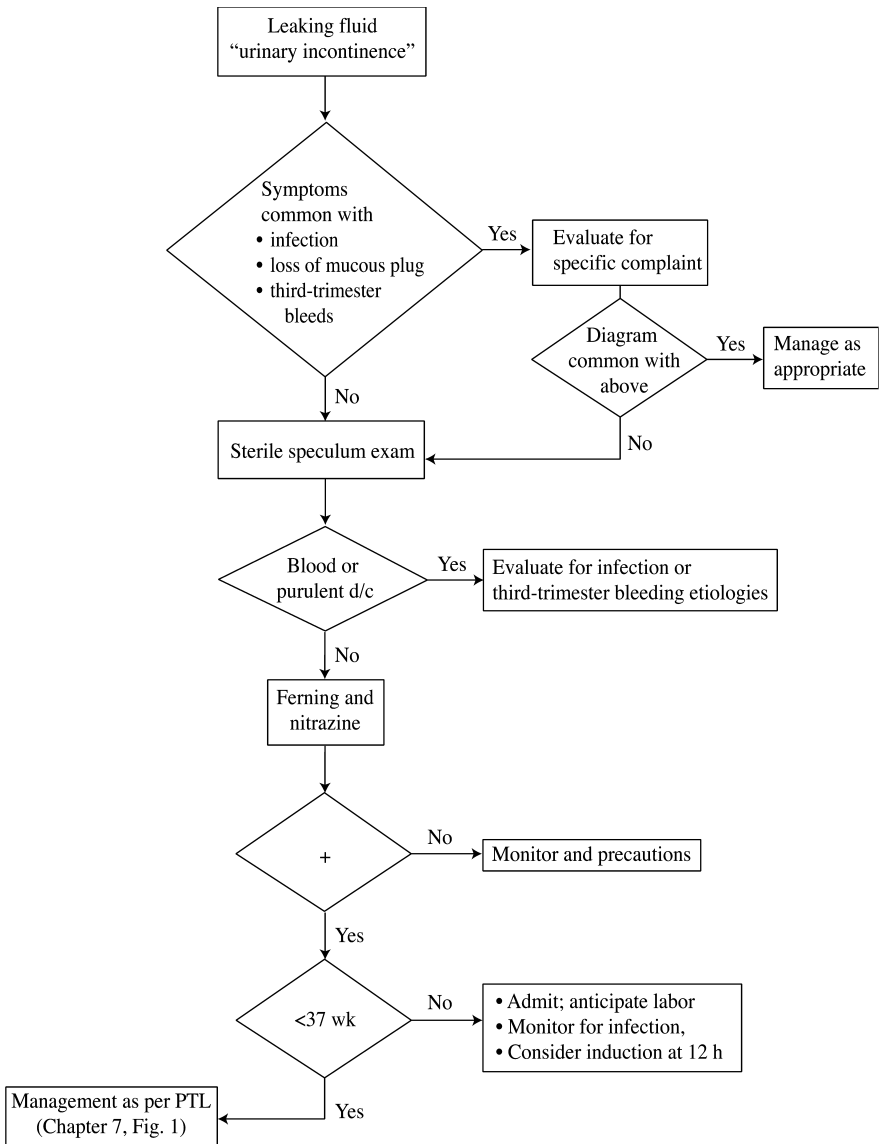 Leaking fluid
“urinary incontinence”
Symptoms
common with
• infection
• loss of mucous plug
• third-trimester
bleeds
Yes
Evaluate for
specific complaint
Diagram
common with
above
Yes
Manage as
appropriate
No
No
Sterile speculum exam
Blood or
purulent d/c
Yes
Evaluate for infection or
third-trimester bleeding etiologies
No
Ferning and
nitrazine
+
No
Monitor and precautions
Yes
<37 wk
No
• Admit; anticipate labor
• Monitor for infection,
• Consider induction at 12 h
Yes
Management as per PTL
(Chapter 7, Fig. 1)